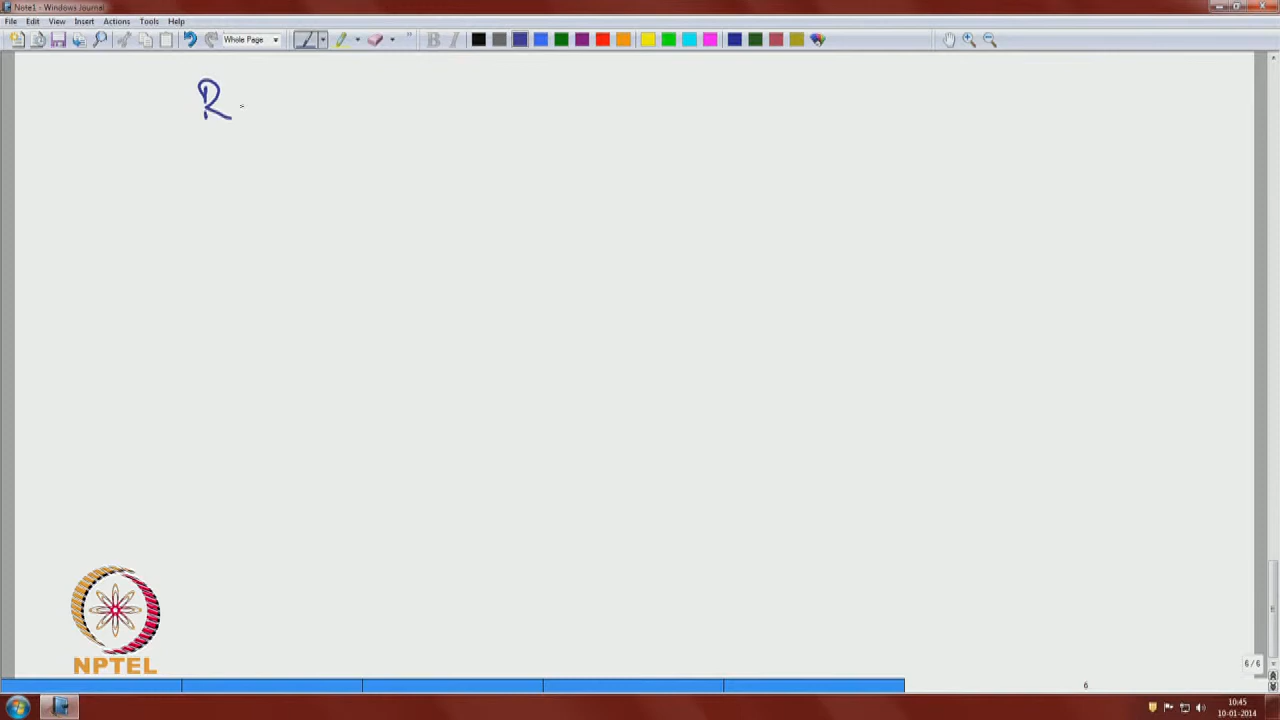 Note1 - Windows Journal
File Edit View Insert Actions Tools Help
Whole Page
B I
R
NPTEL
6 / 6
6
10:45
10-01-2014